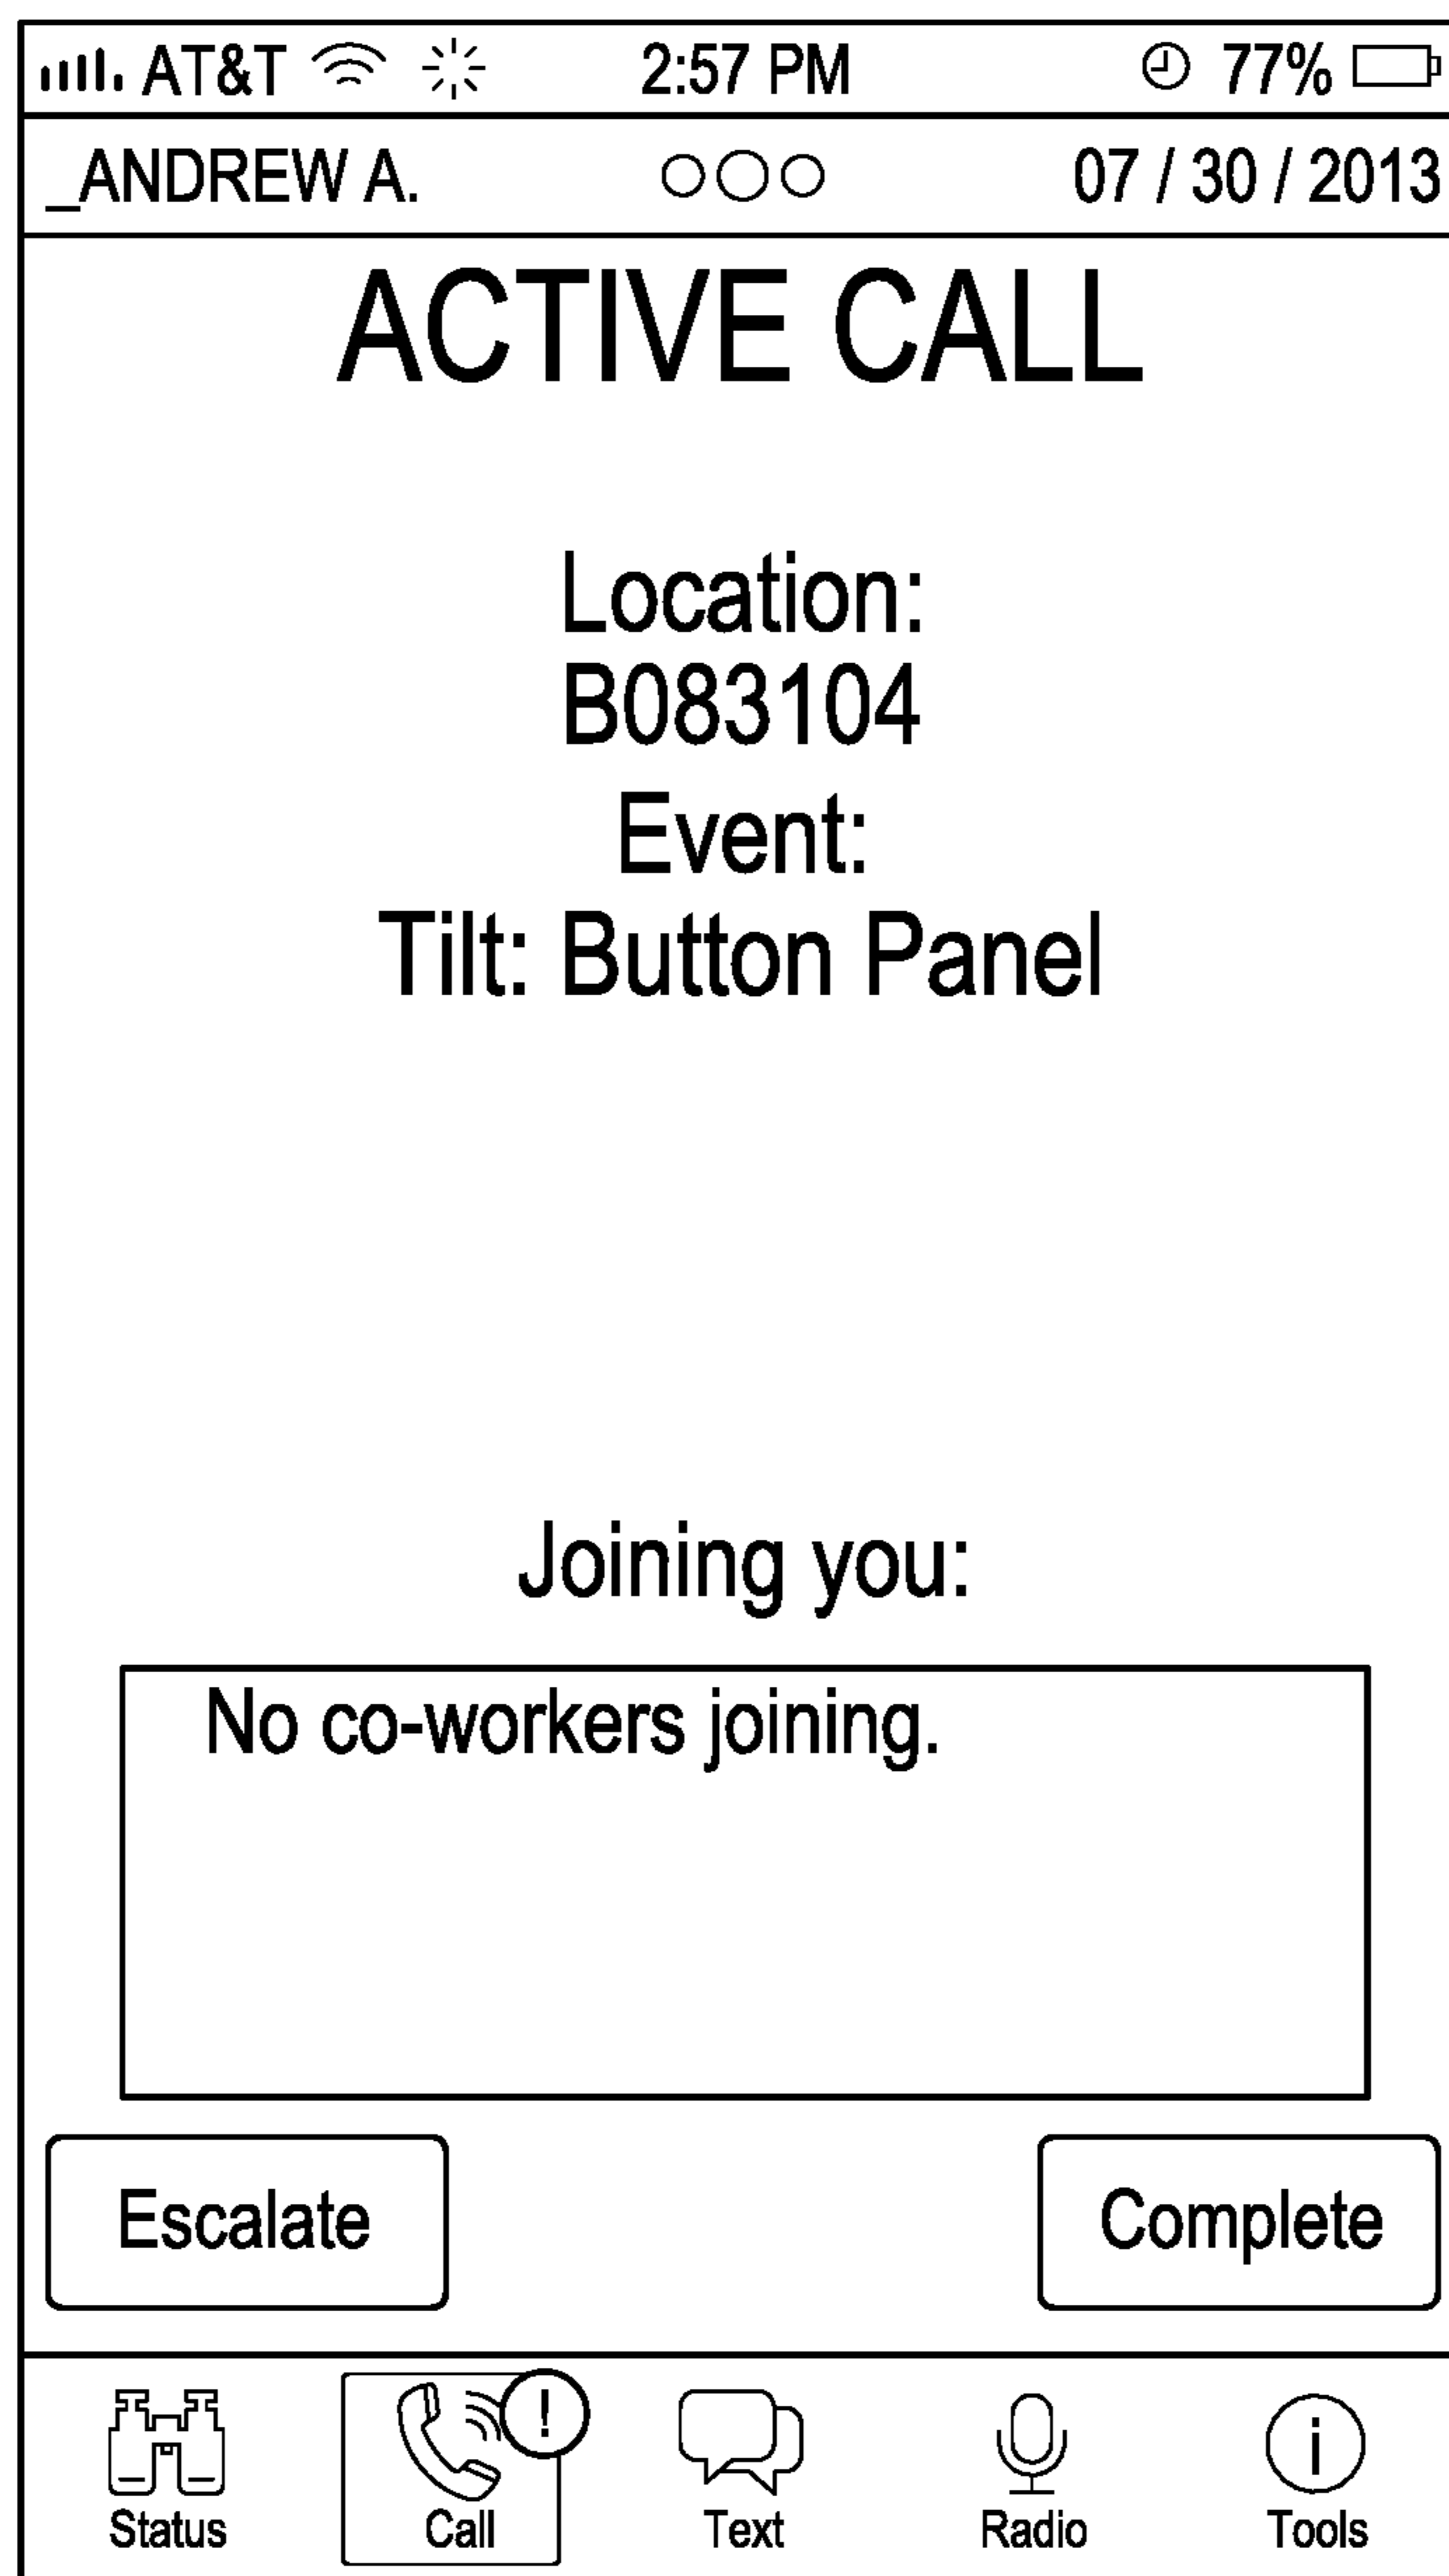 AT&T 2:57 PM 77%
_ANDREW A. 07 / 30 / 2013
ACTIVE CALL
Location:
B083104
Event:
Tilt: Button Panel
Joining you:
No co-workers joining.
Escalate Complete
!
i
Status Call Text Radio Tools